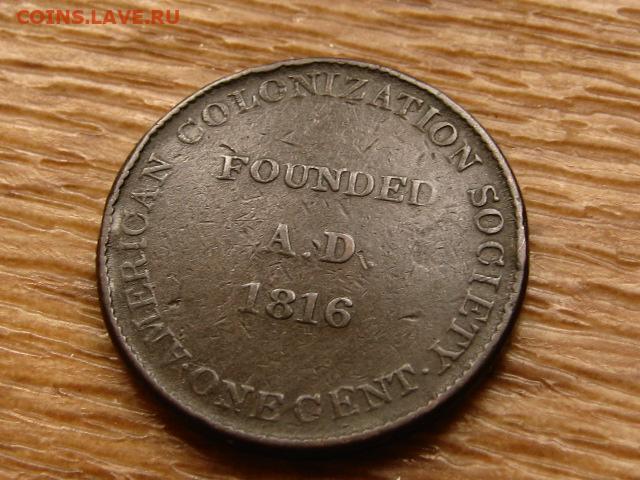 COINS.LAVE.RU
AMERICAN COLONIZATION SOCIETY
FOUNDED
A.D.
1816
·ONE CENT.·